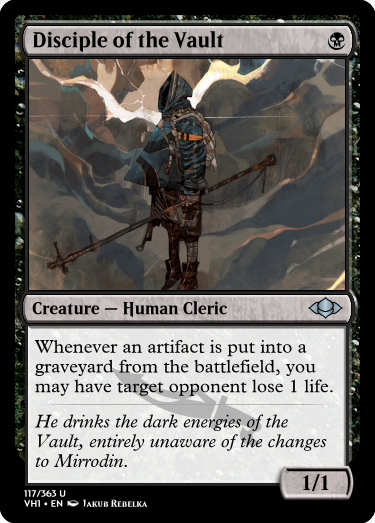 Disciple of the Vault
Creature — Human Cleric
Whenever an artifact is put into a
graveyard from the battlefield, you
may have target opponent lose 1 life.
He drinks the dark energies of the
Vault, entirely unaware of the changes
to Mirrodin.
1/1
117/363 U
VH1 • EN Jakub Rebelka